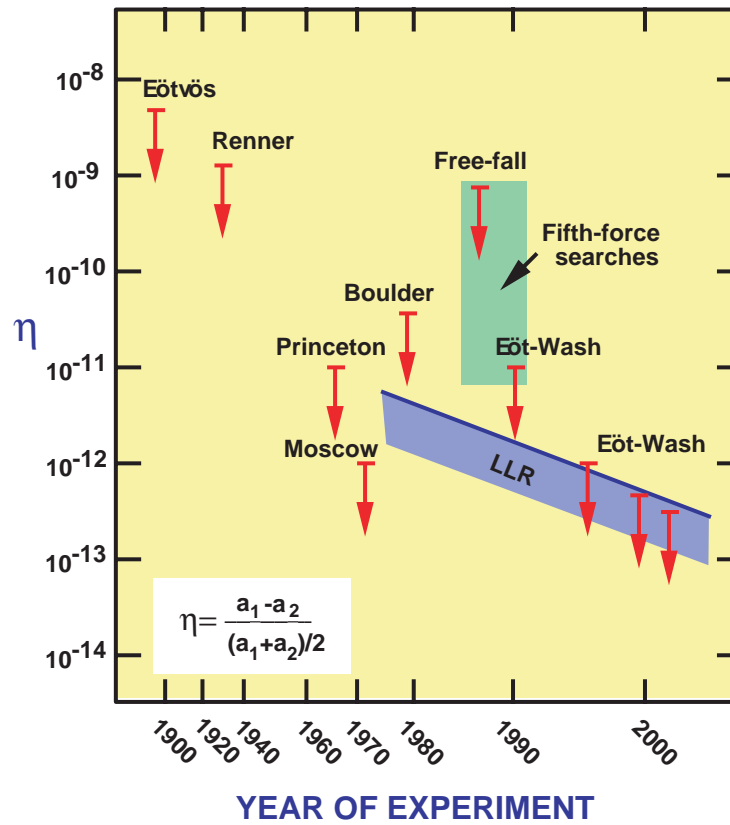 Eötvös
Renner
Free-fall
Fifth-force
searches
Boulder
Princeton
Eöt-Wash
Moscow
LLR
Eöt-Wash
η
10-8
10-9
10-10
10-11
10-12
10-13
10-14
η= a1-a2
(a1+a2)/2
1900
1920
1940
1960
1970
1980
1990
2000
YEAR OF EXPERIMENT